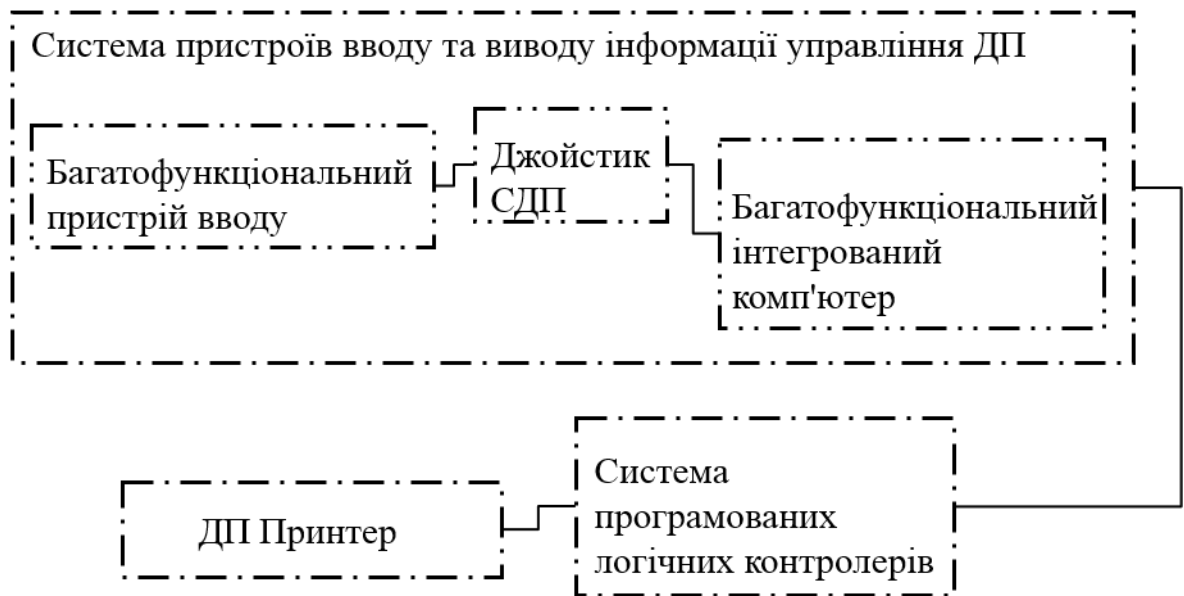 Система пристроїв вводу та виводу інформації управління ДП
Багатофункціональний
пристрій вводу
Джойстик
СДП
Багатофункціональний
інтегрований
комп'ютер
ДП Принтер
Система
програмованих
логічних контролерів